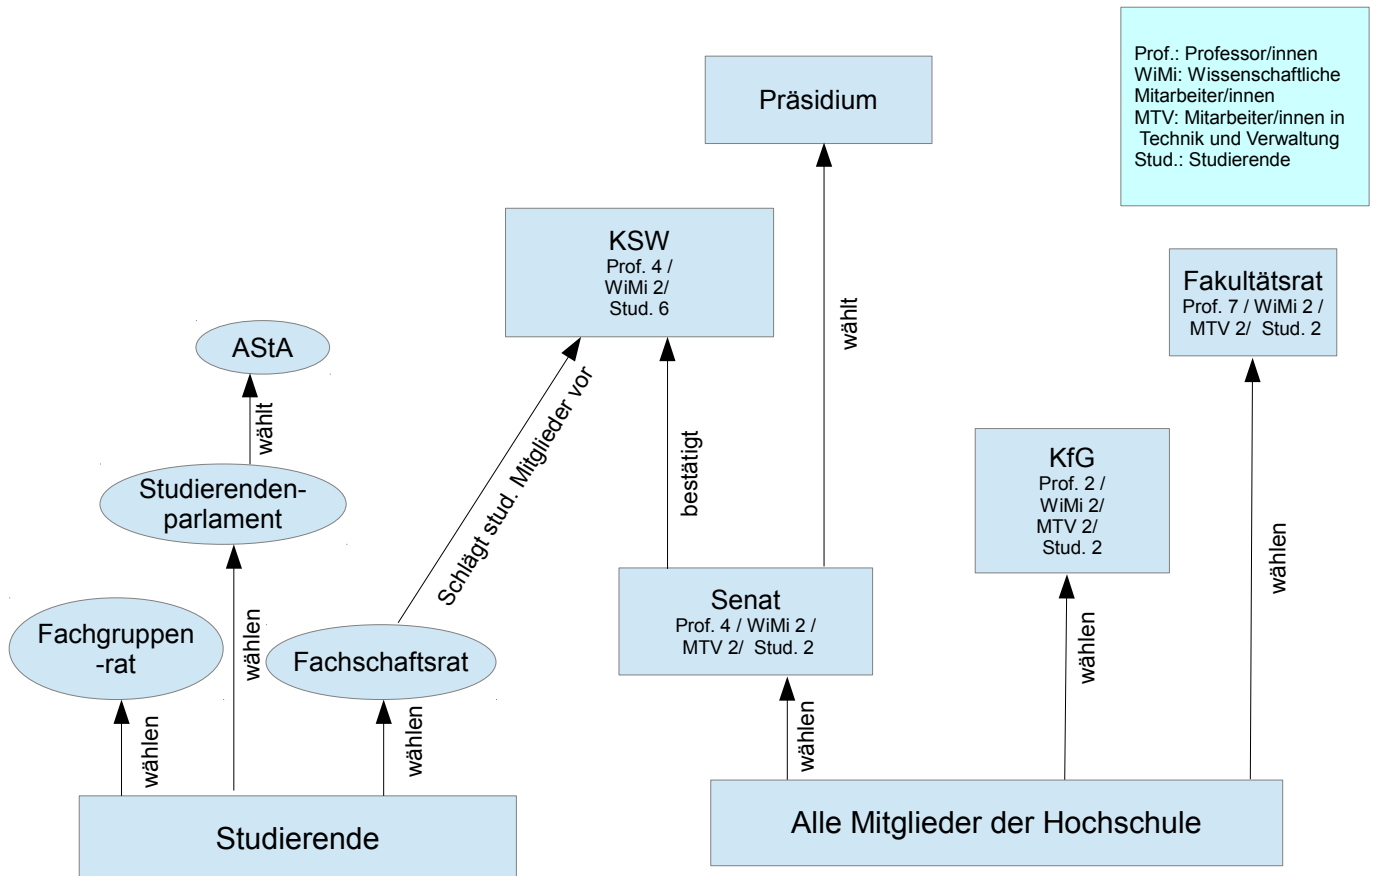 Prof.: Professor/innen
WiMi: Wissenschaftliche
Mitarbeiter/innen
MTV: Mitarbeiter/innen in
Technik und Verwaltung
Stud.: Studierende
Präsidium
wählt
KSW
Prof. 4 /
WiMi 2/
Stud. 6
Fakultätsrat
Prof. 7 / WiMi 2 /
MTV 2/ Stud. 2
AStA
wählt
Schlägt stud. Mitglieder vor
bestätigt
KfG
Prof. 2 /
WiMi 2/
MTV 2/
Stud. 2
wählen
Studierenden-
parlament
Senat
Prof. 4 / WiMi 2 /
MTV 2/ Stud. 2
Fachgruppen
-rat
wählen
Fachschaftsrat
wählen
wählen
wählen
wählen
wählen
Studierende
Alle Mitglieder der Hochschule